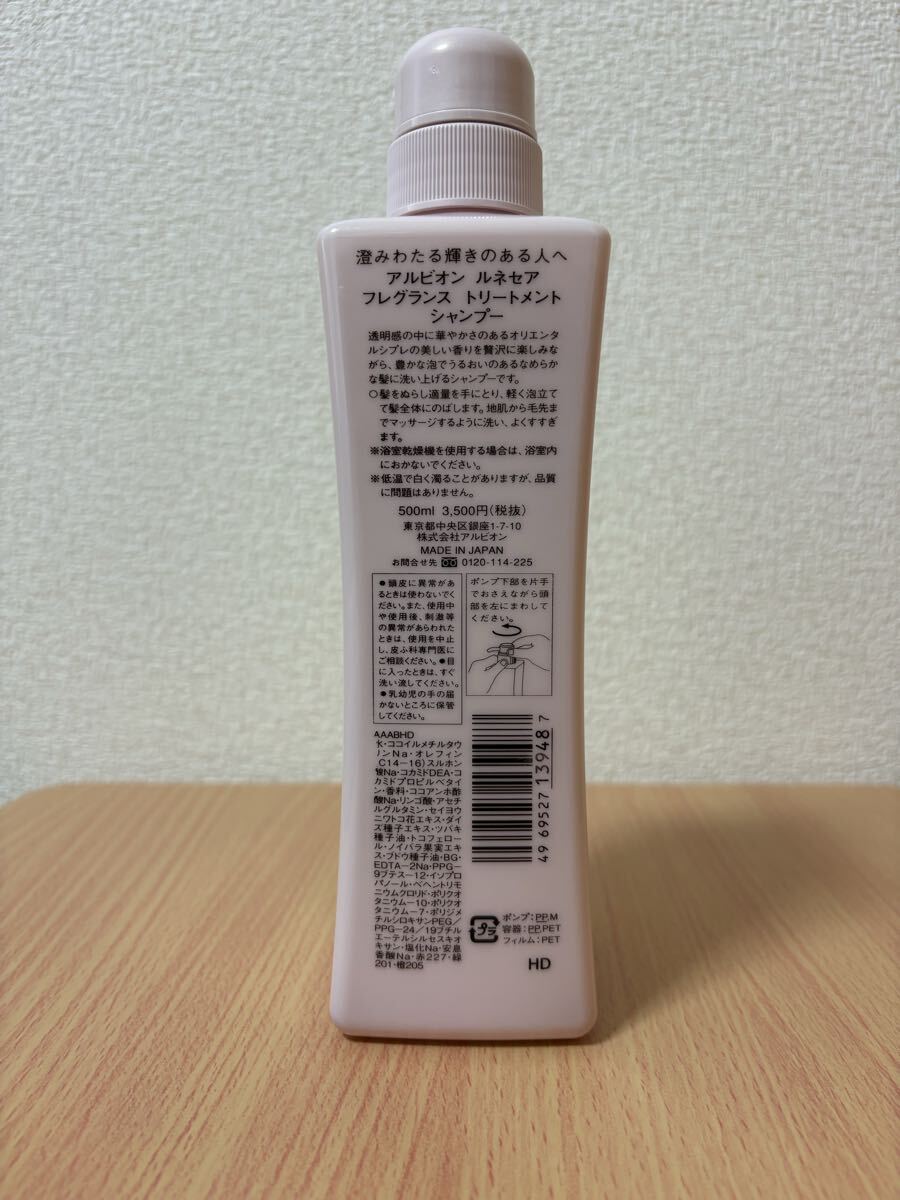 澄みわたる輝きのある人へ
アルビオン ルネセア
フレグランス トリートメント
シャンプー
透明感の中に華やかさのあるオリエンタ
ルシプレの美しい香りを贅沢に楽しみな
がら、豊かな泡でうるおいのあるなめらか
な髪に洗い上げるシャンプーです。
○髪をぬらし適量を手にとり、軽く泡立て
て髪全体にのばします。地肌から毛先ま
でマッサージするように洗い、よくすすぎ
ます。
※浴室乾燥機を使用する場合は、浴室内
におかないでください。
※低温で白く濁ることがありますが、品質
に問題はありません。
500ml 3,500円(税抜)
東京都中央区銀座1-7-10
株式会社アルビオン
MADE IN JAPAN
お問合せ先 0120-114-225
●頭皮に異常があ
るときは使わないでく
ださい。また、使用中
や使用後、刺激等
の異常があらわれた
ときは、使用を中止
し、皮ふ科専門医に
ご相談ください。●目
に入ったときは、すぐ
洗い流してください。
●乳幼児の手の届
かないところに保管
してください。
ポンプ下部を片手
でおさえながら頭
部を左にまわして
ください。
AAABHD
水・ココイルメチルタウ
リンNa・オレフィン
(C14-16)スルホン
酸Na・コカミドDEA・コ
カミドプロピルベタイ
ン・香料・ココアンホ酢
酸Na・リンゴ酸・アセチ
ルグルタミン・セイヨウ
ニワトコ花エキス・ダイ
ズ種子エキス・ツバキ
種子油・トコフェロー
ル・ノイバラ果実エキ
ス・ブドウ種子油・BG・
EDTA-2Na・PPG-
9ブテス-12・イソプロ
パノール・ベヘントリモ
ニウムクロリド・ポリクオ
タニウム-10・ポリクオ
タニウム-7・ポリジメ
チルシロキサンPEG/
PPG-24/19ブチル
エーテルシルセスキオ
キサン・塩化Na・安息
香酸Na・赤227・緑
201・橙205
4 969527 139487
プラ
ポンプ:PP,M
容器:PP,PET
フィルム:PET
HD